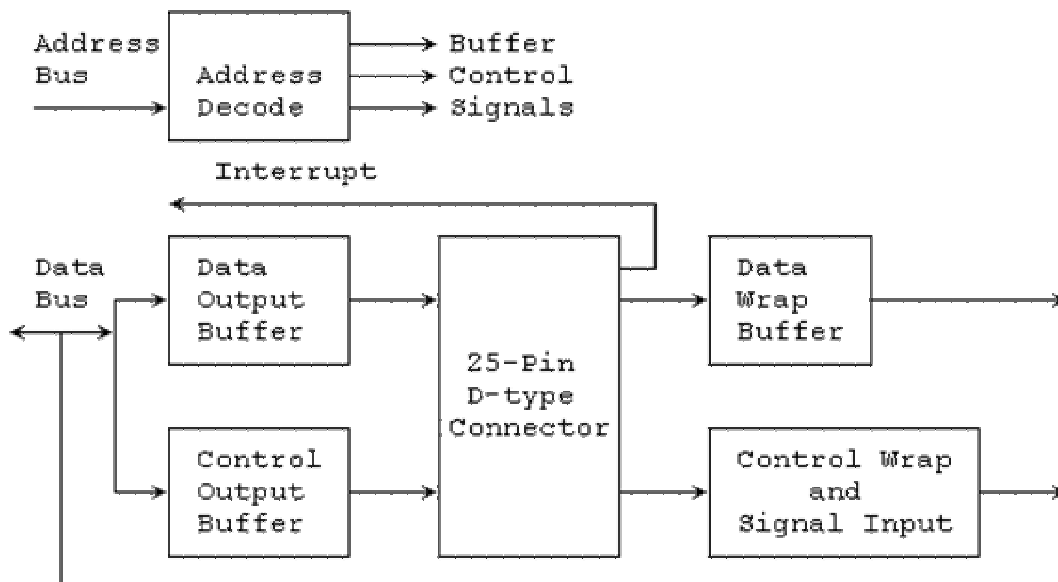 Address
Bus
Address
Decode
Buffer
Control
Signals
Interrupt
Data
Bus
Data
Output
Buffer
25-Pin
D-type
Connector
Data
Wrap
Buffer
Control
Output
Buffer
Control Wrap
and
Signal Input